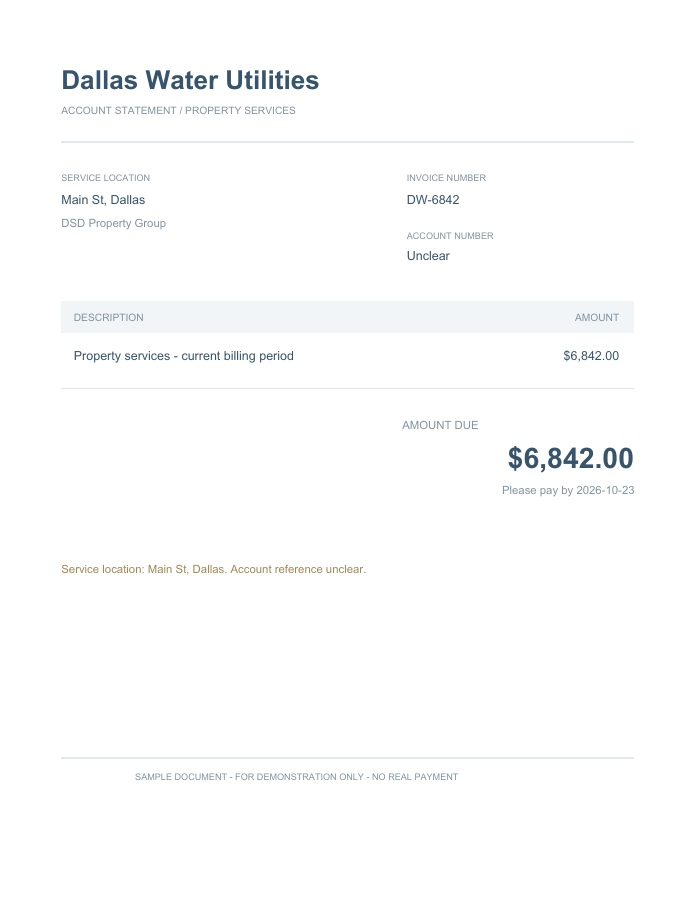 Dallas Water Utilities
ACCOUNT STATEMENT / PROPERTY SERVICES
SERVICE LOCATION
Main St, Dallas
DSD Property Group
INVOICE NUMBER
DW-6842
ACCOUNT NUMBER
Unclear
DESCRIPTION AMOUNT
Property services - current billing period $6,842.00
AMOUNT DUE
$6,842.00
Please pay by 2026-10-23
Service location: Main St, Dallas. Account reference unclear.
SAMPLE DOCUMENT - FOR DEMONSTRATION ONLY - NO REAL PAYMENT